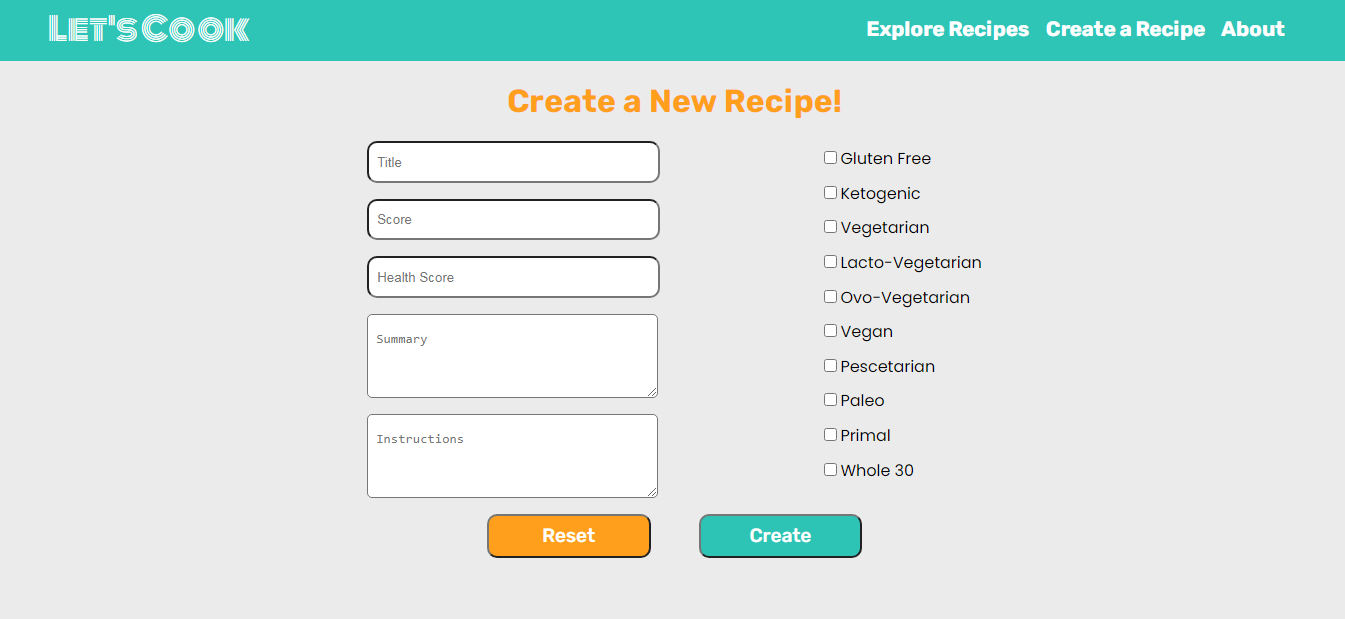 Let'sCook
Explore Recipes Create a Recipe About
Create a New Recipe!
Title
Score
Health Score
Summary
Instructions
Gluten Free
Ketogenic
Vegetarian
Lacto-Vegetarian
Ovo-Vegetarian
Vegan
Pescetarian
Paleo
Primal
Whole 30
Reset
Create